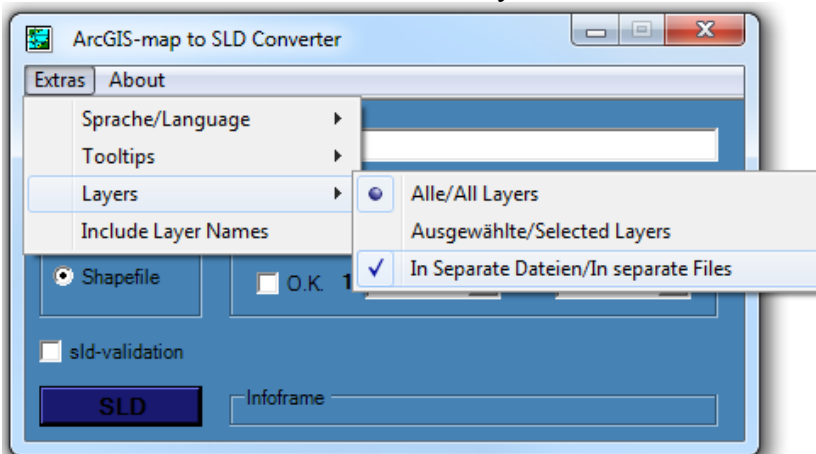 ArcGIS-map to SLD Converter
Extras About
Sprache/Language
Tooltips
Layers
Include Layer Names
Alle/All Layers
Ausgewählte/Selected Layers
In Separate Dateien/In separate Files
Shapefile
O.K. 1
sld-validation
SLD
Infoframe